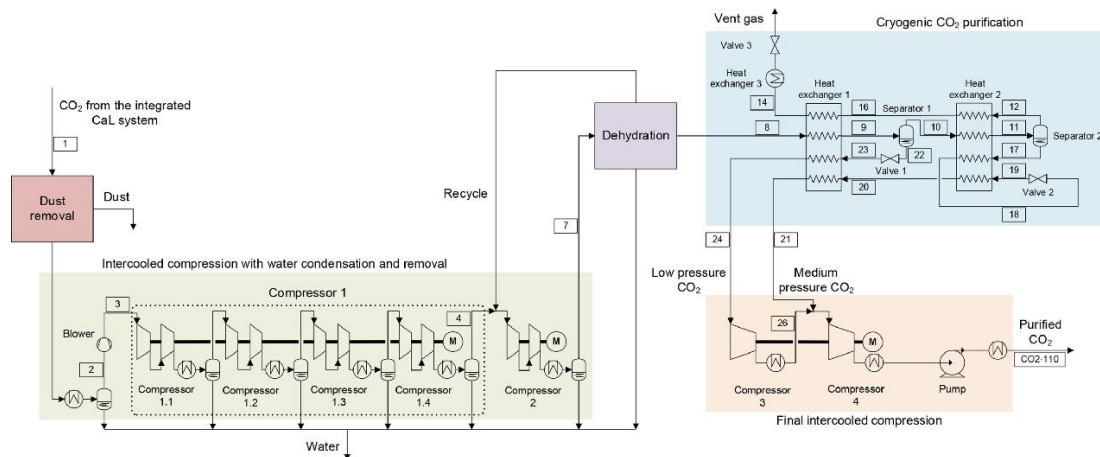 CO₂ from the integrated
CaL system
1
Dust
removal
Dust
Intercooled compression with water condensation and removal
Compressor 1
Blower
2
3
4
Compressor
1.1
Compressor
1.2
Compressor
1.3
Compressor
1.4
M
Compressor
2
M
Water
Recycle
7
Dehydration
8
Cryogenic CO₂ purification
Vent gas
Valve 3
Heat
exchanger 3
14
Heat
exchanger 1
16
Separator 1
9
10
23
22
Valve 1
20
Heat
exchanger 2
12
11
Separator 2
17
19
Valve 2
18
24
21
Low pressure
CO₂
Medium
pressure CO₂
26
M
Compressor
3
Compressor
4
Pump
Purified
CO₂
CO2-110
Final intercooled compression